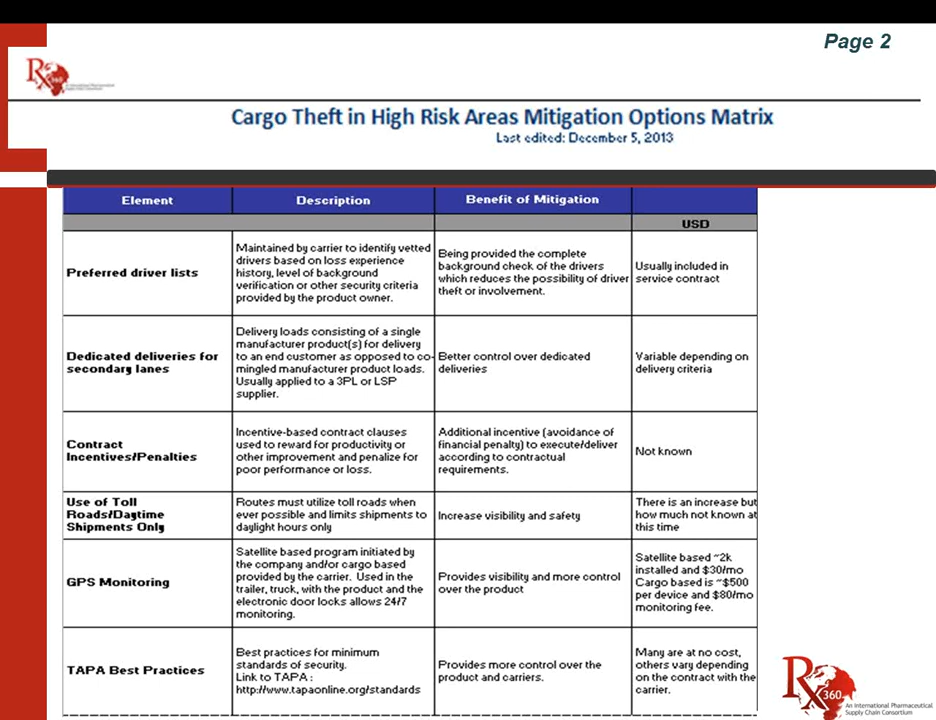 Page 2
Rx
360
An International Pharmaceutical
Supply Chain Consortium
Cargo Theft in High Risk Areas Mitigation Options Matrix
Last edited: December 5, 2013
Element
Description
Benefit of Mitigation
USD
Preferred driver lists
Maintained by carrier to identify vetted
drivers based on loss experience
history, level of background
verification or other security criteria
provided by the product owner.
Being provided the complete
background check of the drivers
which reduces the possibility of driver
theft or involvement.
Usually included in
service contract
Dedicated deliveries for
secondary lanes
Delivery loads consisting of a single
manufacturer product(s) for delivery
to an end customer as opposed to co-
mingled manufacturer product loads.
Usually applied to a 3PL or LSP
supplier.
Better control over dedicated
deliveries
Variable depending on
delivery criteria
Contract
Incentives/Penalties
Incentive-based contract clauses
used to reward for productivity or
other improvement and penalize for
poor performance or loss.
Additional incentive (avoidance of
financial penalty) to execute/deliver
according to contractual
requirements.
Not known
Use of Toll
Roads/Daytime
Shipments Only
Routes must utilize toll roads when
ever possible and limits shipments to
daylight hours only
Increase visibility and safety
There is an increase but
how much not known at
this time
GPS Monitoring
Satellite based program initiated by
the company and/or cargo based
provided by the carrier. Used in the
trailer, truck, with the product and the
electronic door locks allows 24/7
monitoring.
Provides visibility and more control
over the product
Satellite based ~2k
installed and $30/mo
Cargo based is ~$500
per device and $80/mo
monitoring fee.
TAPA Best Practices
Best practices for minimum
standards of security.
Link to TAPA :
http://www.tapaonline.org/standards
Provides more control over the
product and carriers.
Many are at no cost,
others vary depending
on the contract with the
carrier.
Rx
360
An International Pharmaceutical
Supply Chain Consortium